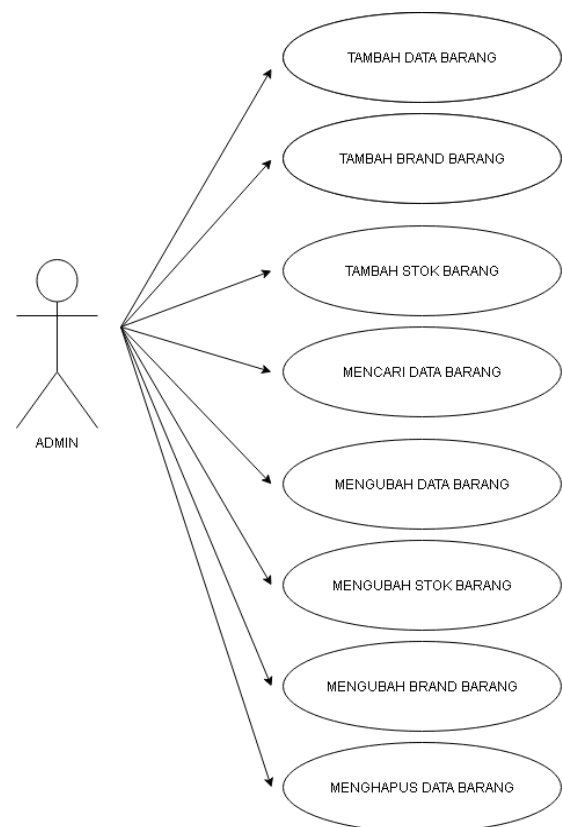 TAMBAH DATA BARANG
TAMBAH BRAND BARANG
TAMBAH STOK BARANG
MENCARI DATA BARANG
ADMIN
MENGUBAH DATA BARANG
MENGUBAH STOK BARANG
MENGUBAH BRAND BARANG
MENGHAPUS DATA BARANG